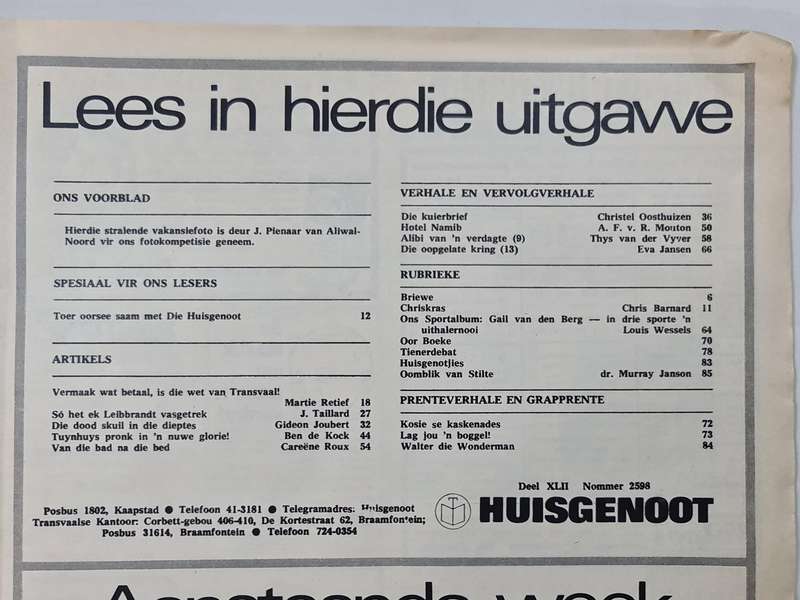 Lees in hierdie uitgawe
ONS VOORBLAD
Hierdie stralende vakansiefoto is deur J. Pienaar van Aliwal-
Noord vir ons fotokompetisie geneem.
SPESIAAL VIR ONS LESERS
Toer oorsee saam met Die Huisgenoot 12
ARTIKELS
Vermaak wat betaal, is die wet van Transvaal!
Martie Retief 18
Só het ek Leibbrandt vasgetrek J. Taillard 27
Die dood skuil in die dieptes Gideon Joubert 32
Tuynhuys pronk in 'n nuwe glorie! Ben de Kock 44
Van die bad na die bed Careëne Roux 54
VERHALE EN VERVOLGVERHALE
Die kuierbrief Christel Oosthuizen 36
Hotel Namib A. F. v. R. Mouton 50
Alibi van 'n verdagte (9) Thys van der Vyver 58
Die oopgelate kring (13) Eva Jansen 66
RUBRIEKE
Briewe 6
Chriskras Chris Barnard 11
Ons Sportalbum: Gail van den Berg — in drie sporte 'n
uithalernooi Louis Wessels 64
Oor Boeke 70
Tienerdebat 78
Huisgenotjies 83
Oomblik van Stilte dr. Murray Janson 85
PRENTEVERHALE EN GRAPPRENTE
Kosie se kaskenades 72
Lag jou 'n boggel! 73
Walter die Wonderman 84
Posbus 1802, Kaapstad ● Telefoon 41-3181 ● Telegramadres: Huisgenoot
Transvaalse Kantoor: Corbett-gebou 406-410, De Kortestraat 62, Braamfontein;
Posbus 31614, Braamfontein ● Telefoon 724-0354
Deel XLII Nommer 2598
HUISGENOOT
Aanstaande week